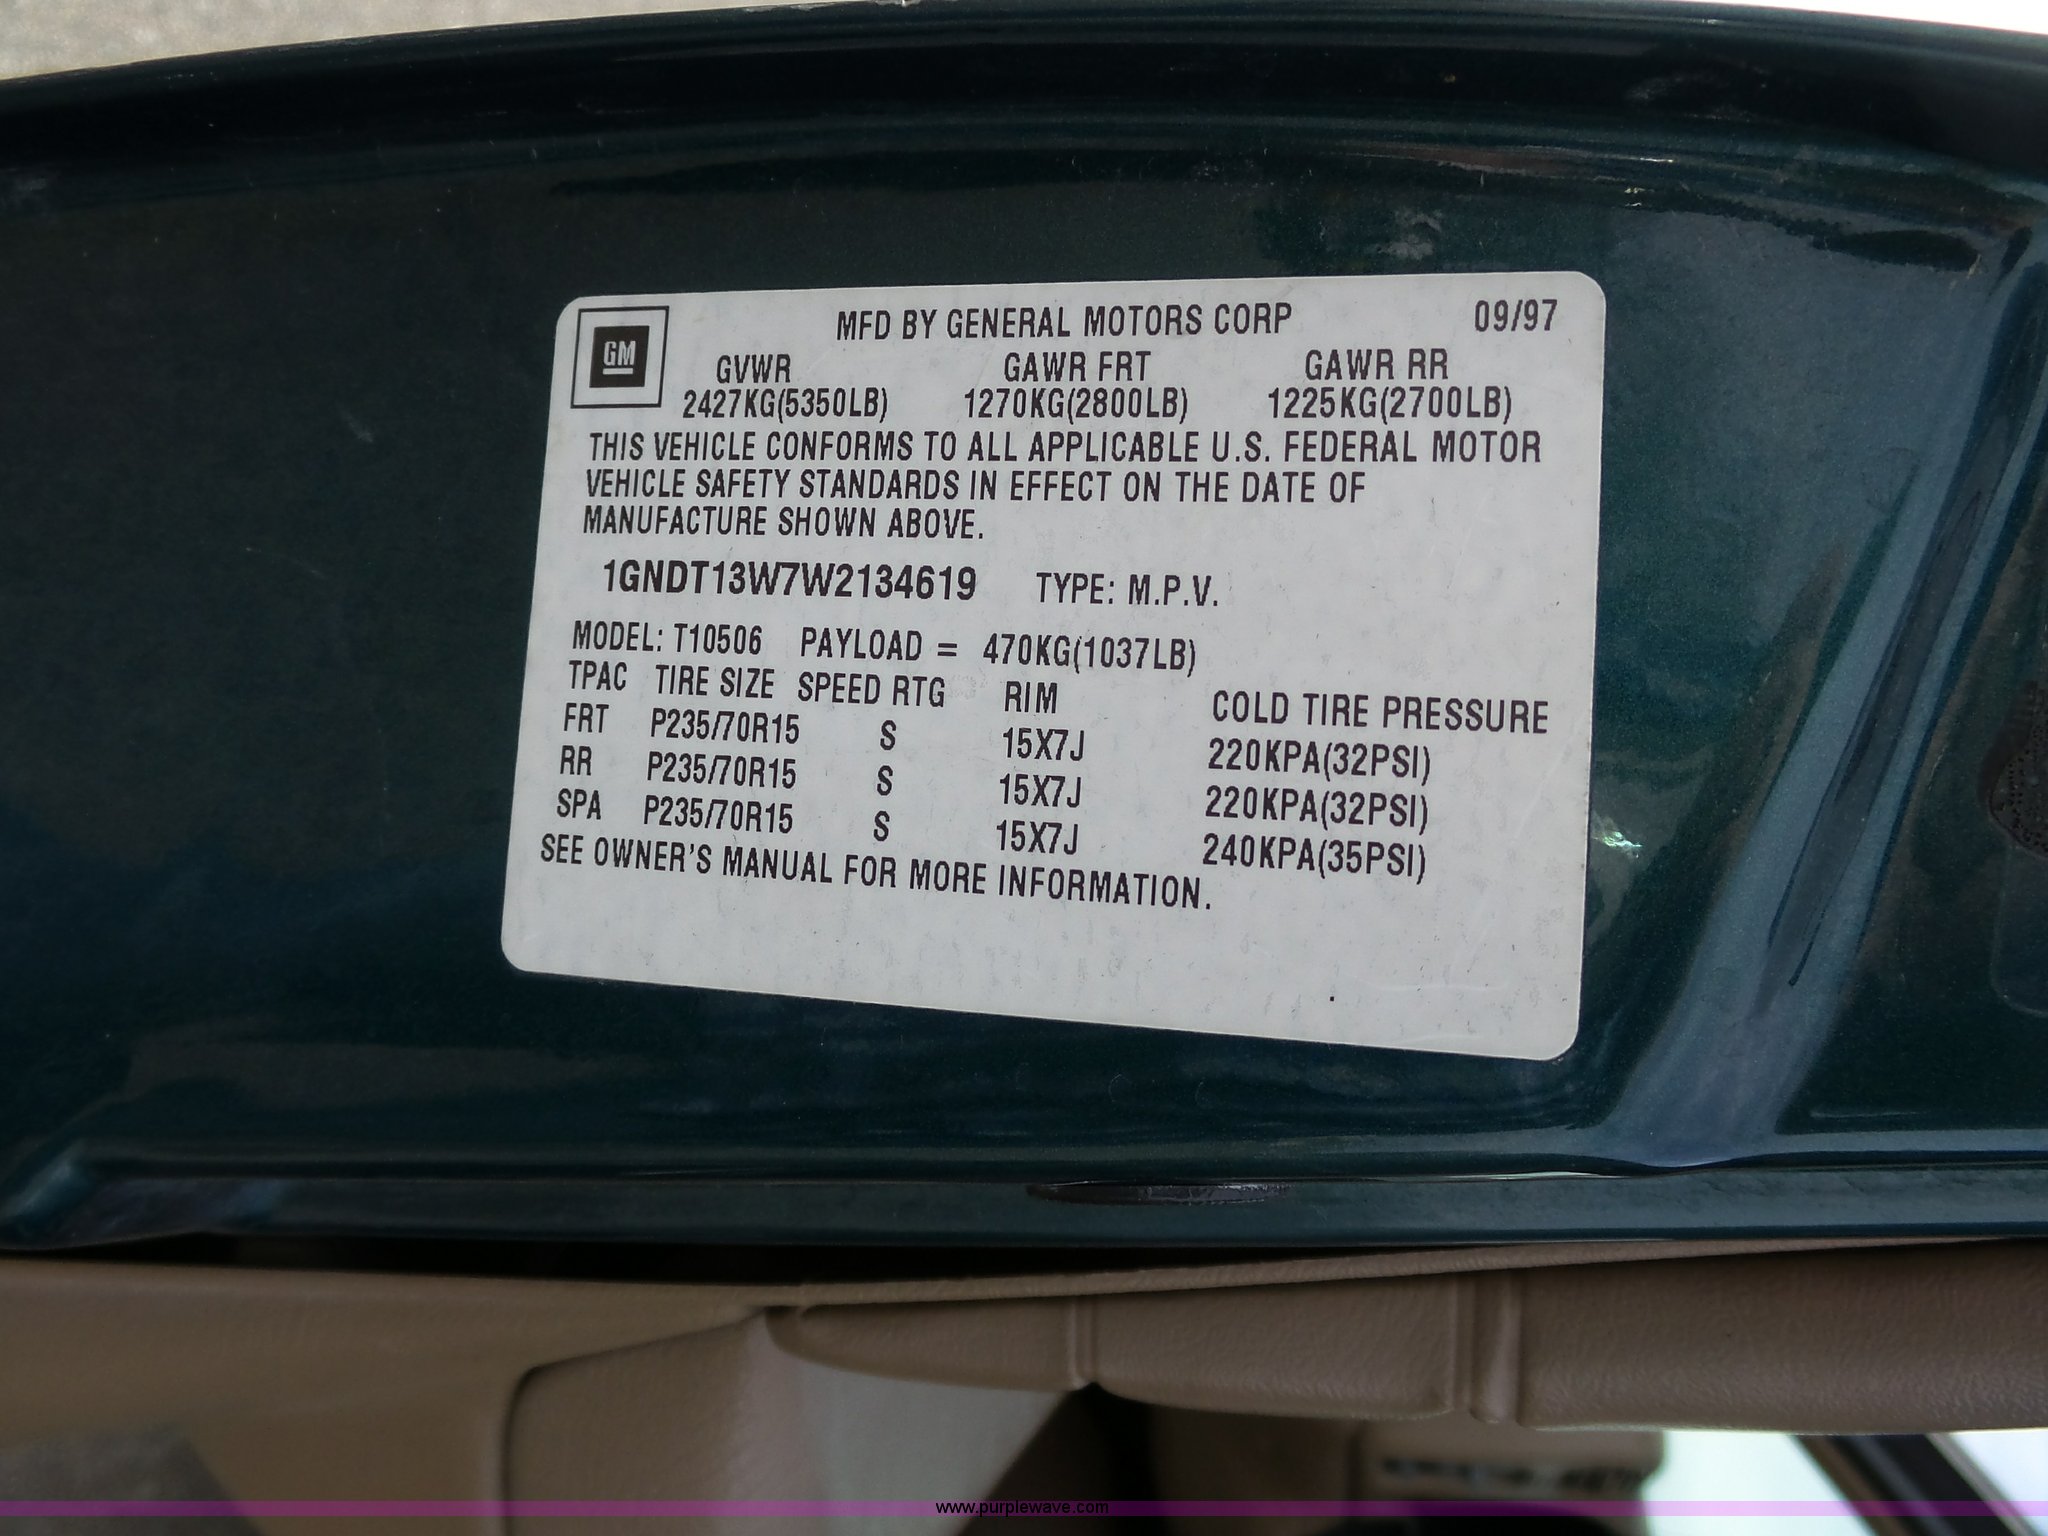 GM
MFD BY GENERAL MOTORS CORP 09/97
GVWR GAWR FRT GAWR RR
2427KG(5350LB) 1270KG(2800LB) 1225KG(2700LB)
THIS VEHICLE CONFORMS TO ALL APPLICABLE U.S. FEDERAL MOTOR
VEHICLE SAFETY STANDARDS IN EFFECT ON THE DATE OF
MANUFACTURE SHOWN ABOVE.
1GNDT13W7W2134619 TYPE: M.P.V.
MODEL: T10506 PAYLOAD = 470KG(1037LB)
TPAC TIRE SIZE SPEED RTG RIM COLD TIRE PRESSURE
FRT P235/70R15 S 15X7J 220KPA(32PSI)
RR P235/70R15 S 15X7J 220KPA(32PSI)
SPA P235/70R15 S 15X7J 240KPA(35PSI)
SEE OWNER'S MANUAL FOR MORE INFORMATION.
www.purplewave.com